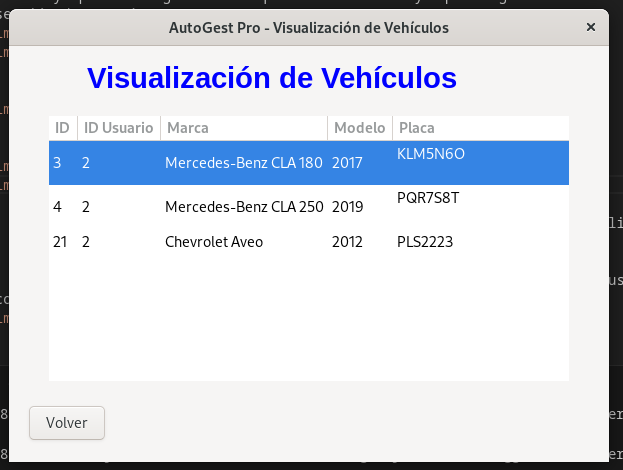 AutoGest Pro - Visualización de Vehículos ×
Visualización de Vehículos
ID ID Usuario Marca Modelo Placa
3 2 Mercedes-Benz CLA 180 2017 KLM5N6O
4 2 Mercedes-Benz CLA 250 2019 PQR7S8T
21 2 Chevrolet Aveo 2012 PLS2223
Volver